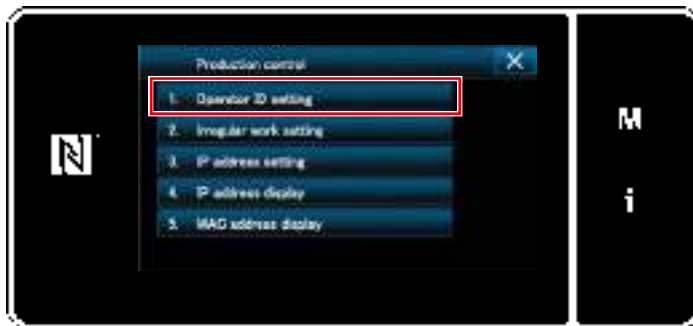 Production control
1. Operator ID setting
2. Irregular work setting
3. IP address setting
4. IP address display
5. MAC address display
M
i